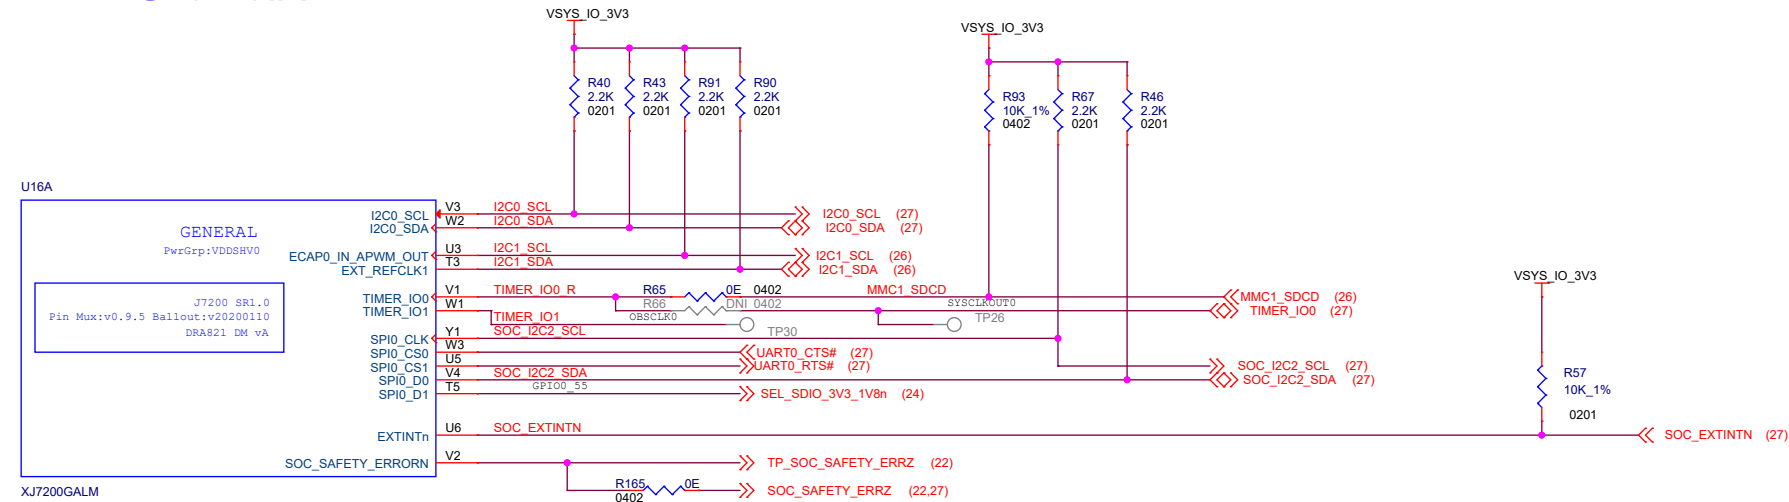 VSYS_IO_3V3
VSYS_IO_3V3
R40
2.2K
0201
R43
2.2K
0201
R91
2.2K
0201
R90
2.2K
0201
R93
10K_1%
0402
R67
2.2K
0201
R46
2.2K
0201
U16A
GENERAL
PwrGrp:VDDSHV0
J7200 SR1.0
Pin Mux:v0.9.5 Ballout:v20200110
DRA821 DM vA
I2C0_SCL V3 I2C0_SCL I2C0_SCL (27)
I2C0_SDA W2 I2C0_SDA I2C0_SDA (27)
ECAP0_IN_APWM_OUT U3 I2C1_SCL I2C1_SCL (26)
EXT_REFCLK1 T3 I2C1_SDA I2C1_SDA (26)
VSYS_IO_3V3
TIMER_IO0 V1 TIMER_IO0_R R65 0E 0402 MMC1_SDCD MMC1_SDCD (26)
R66 DNI 0402 SYSCLKOUT0
TIMER_IO1 W1 TIMER_IO0 (27)
TIMER_IO1 OBSCLK0 TP30 TP26
SPI0_CLK Y1 SOC_I2C2_SCL
SPI0_CS0 W3 UART0_CTS# (27)
SPI0_CS1 U5 UART0_RTS# (27)
SOC_I2C2_SCL (27)
SPI0_D0 V4 SOC_I2C2_SDA SOC_I2C2_SDA (27)
SPI0_D1 T5 GPIO0_55 SEL_SDIO_3V3_1V8n (24)
R57
10K_1%
0201
EXTINTn U6 SOC_EXTINTN SOC_EXTINTN (27)
SOC_SAFETY_ERRORN V2 TP_SOC_SAFETY_ERRZ (22)
R165 0E SOC_SAFETY_ERRZ (22,27)
0402
XJ7200GALM